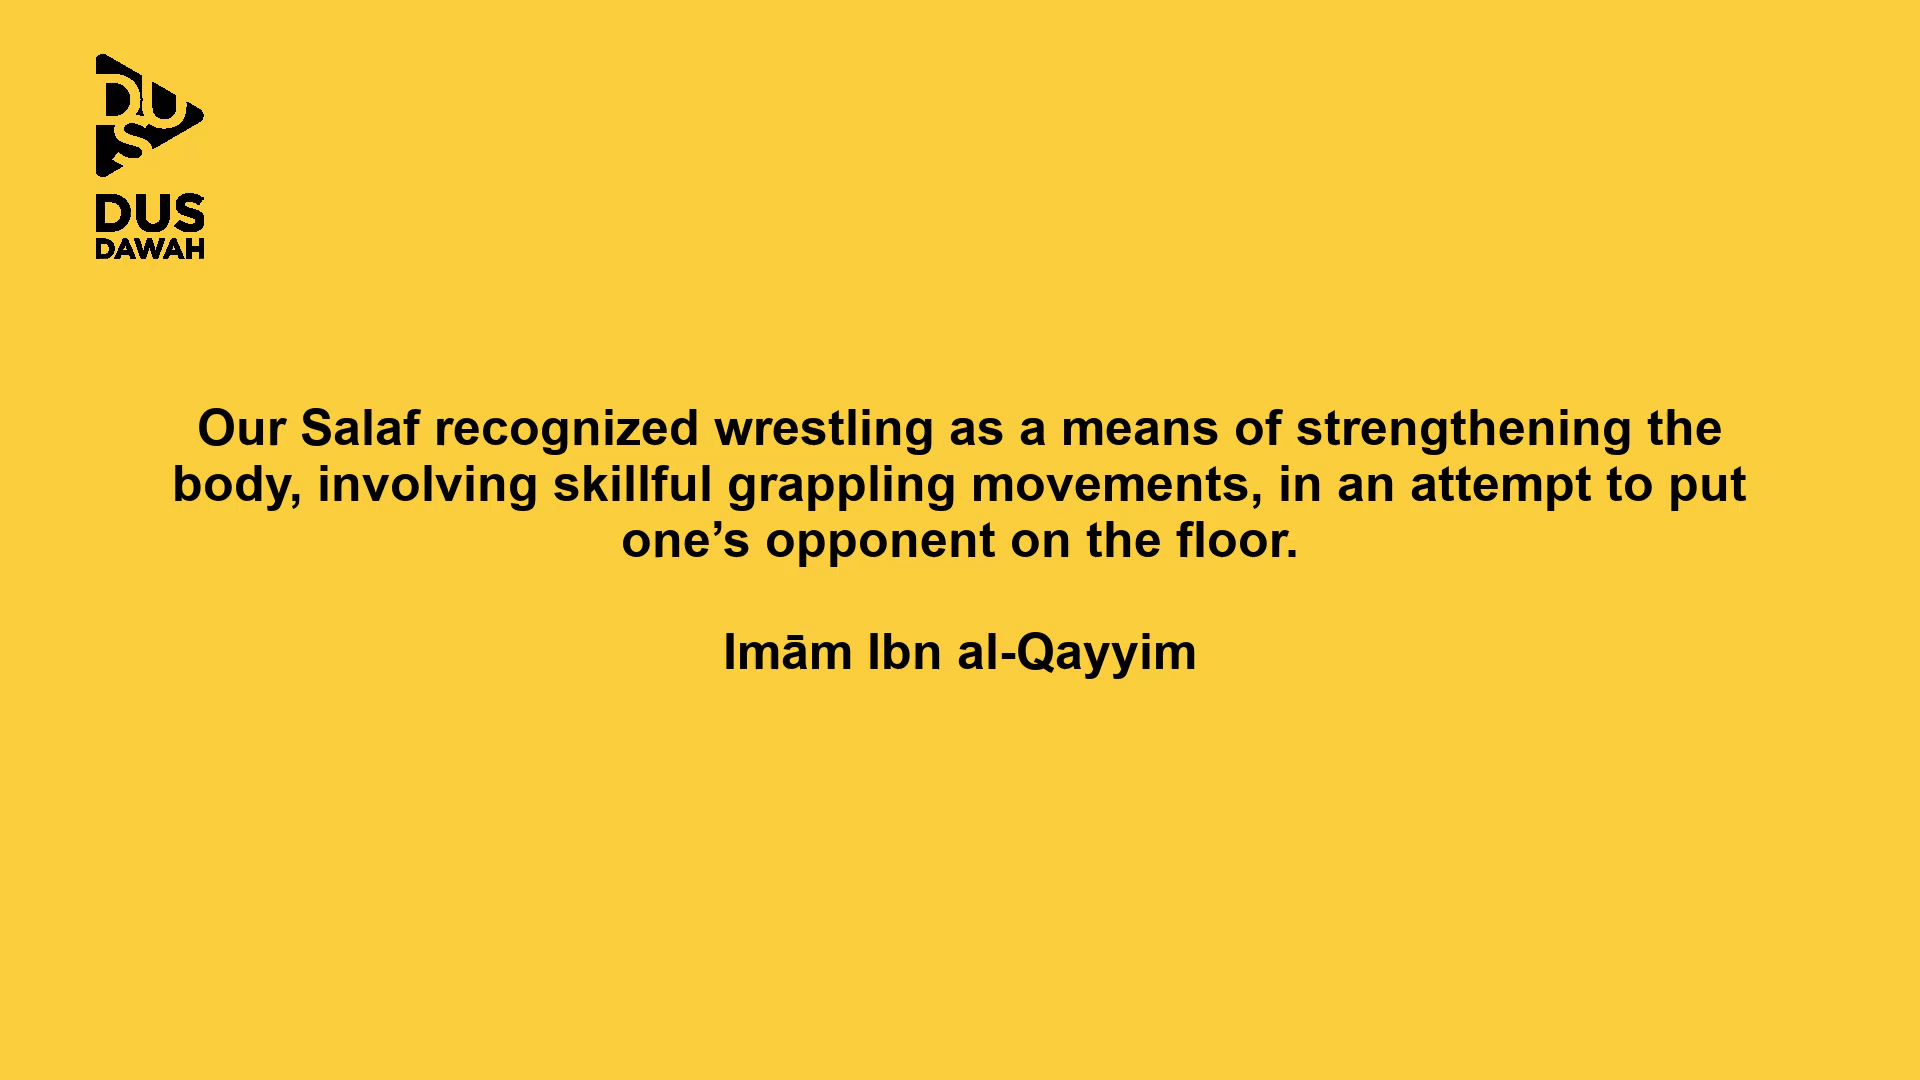 DUS
DUS
DAWAH
Our Salaf recognized wrestling as a means of strengthening the
body, involving skillful grappling movements, in an attempt to put
one’s opponent on the floor.
Imām Ibn al-Qayyim